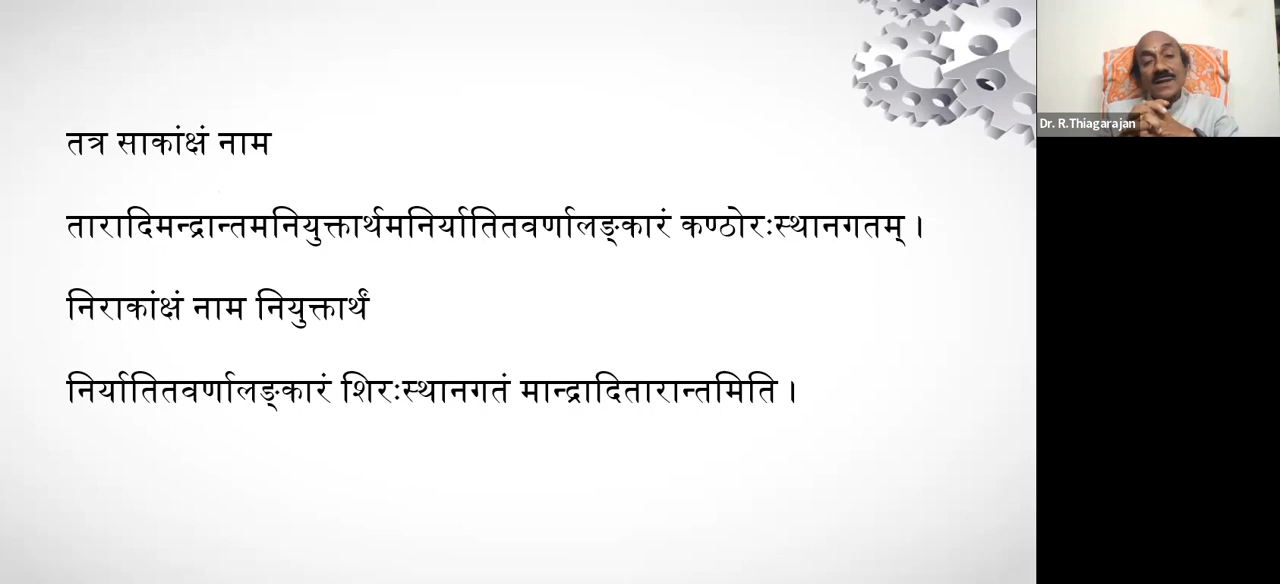 तत्र साकांक्षं नाम
तारादिमन्द्रान्तमनियुक्तार्थमनिर्यातितवर्णालङ्कारं कण्ठोरःस्थानगतम् ।
निराकांक्षं नाम नियुक्तार्थं
निर्यातितवर्णालङ्कारं शिरःस्थानगतं मान्द्रादितारान्तमिति ।
Dr. R.Thiagarajan